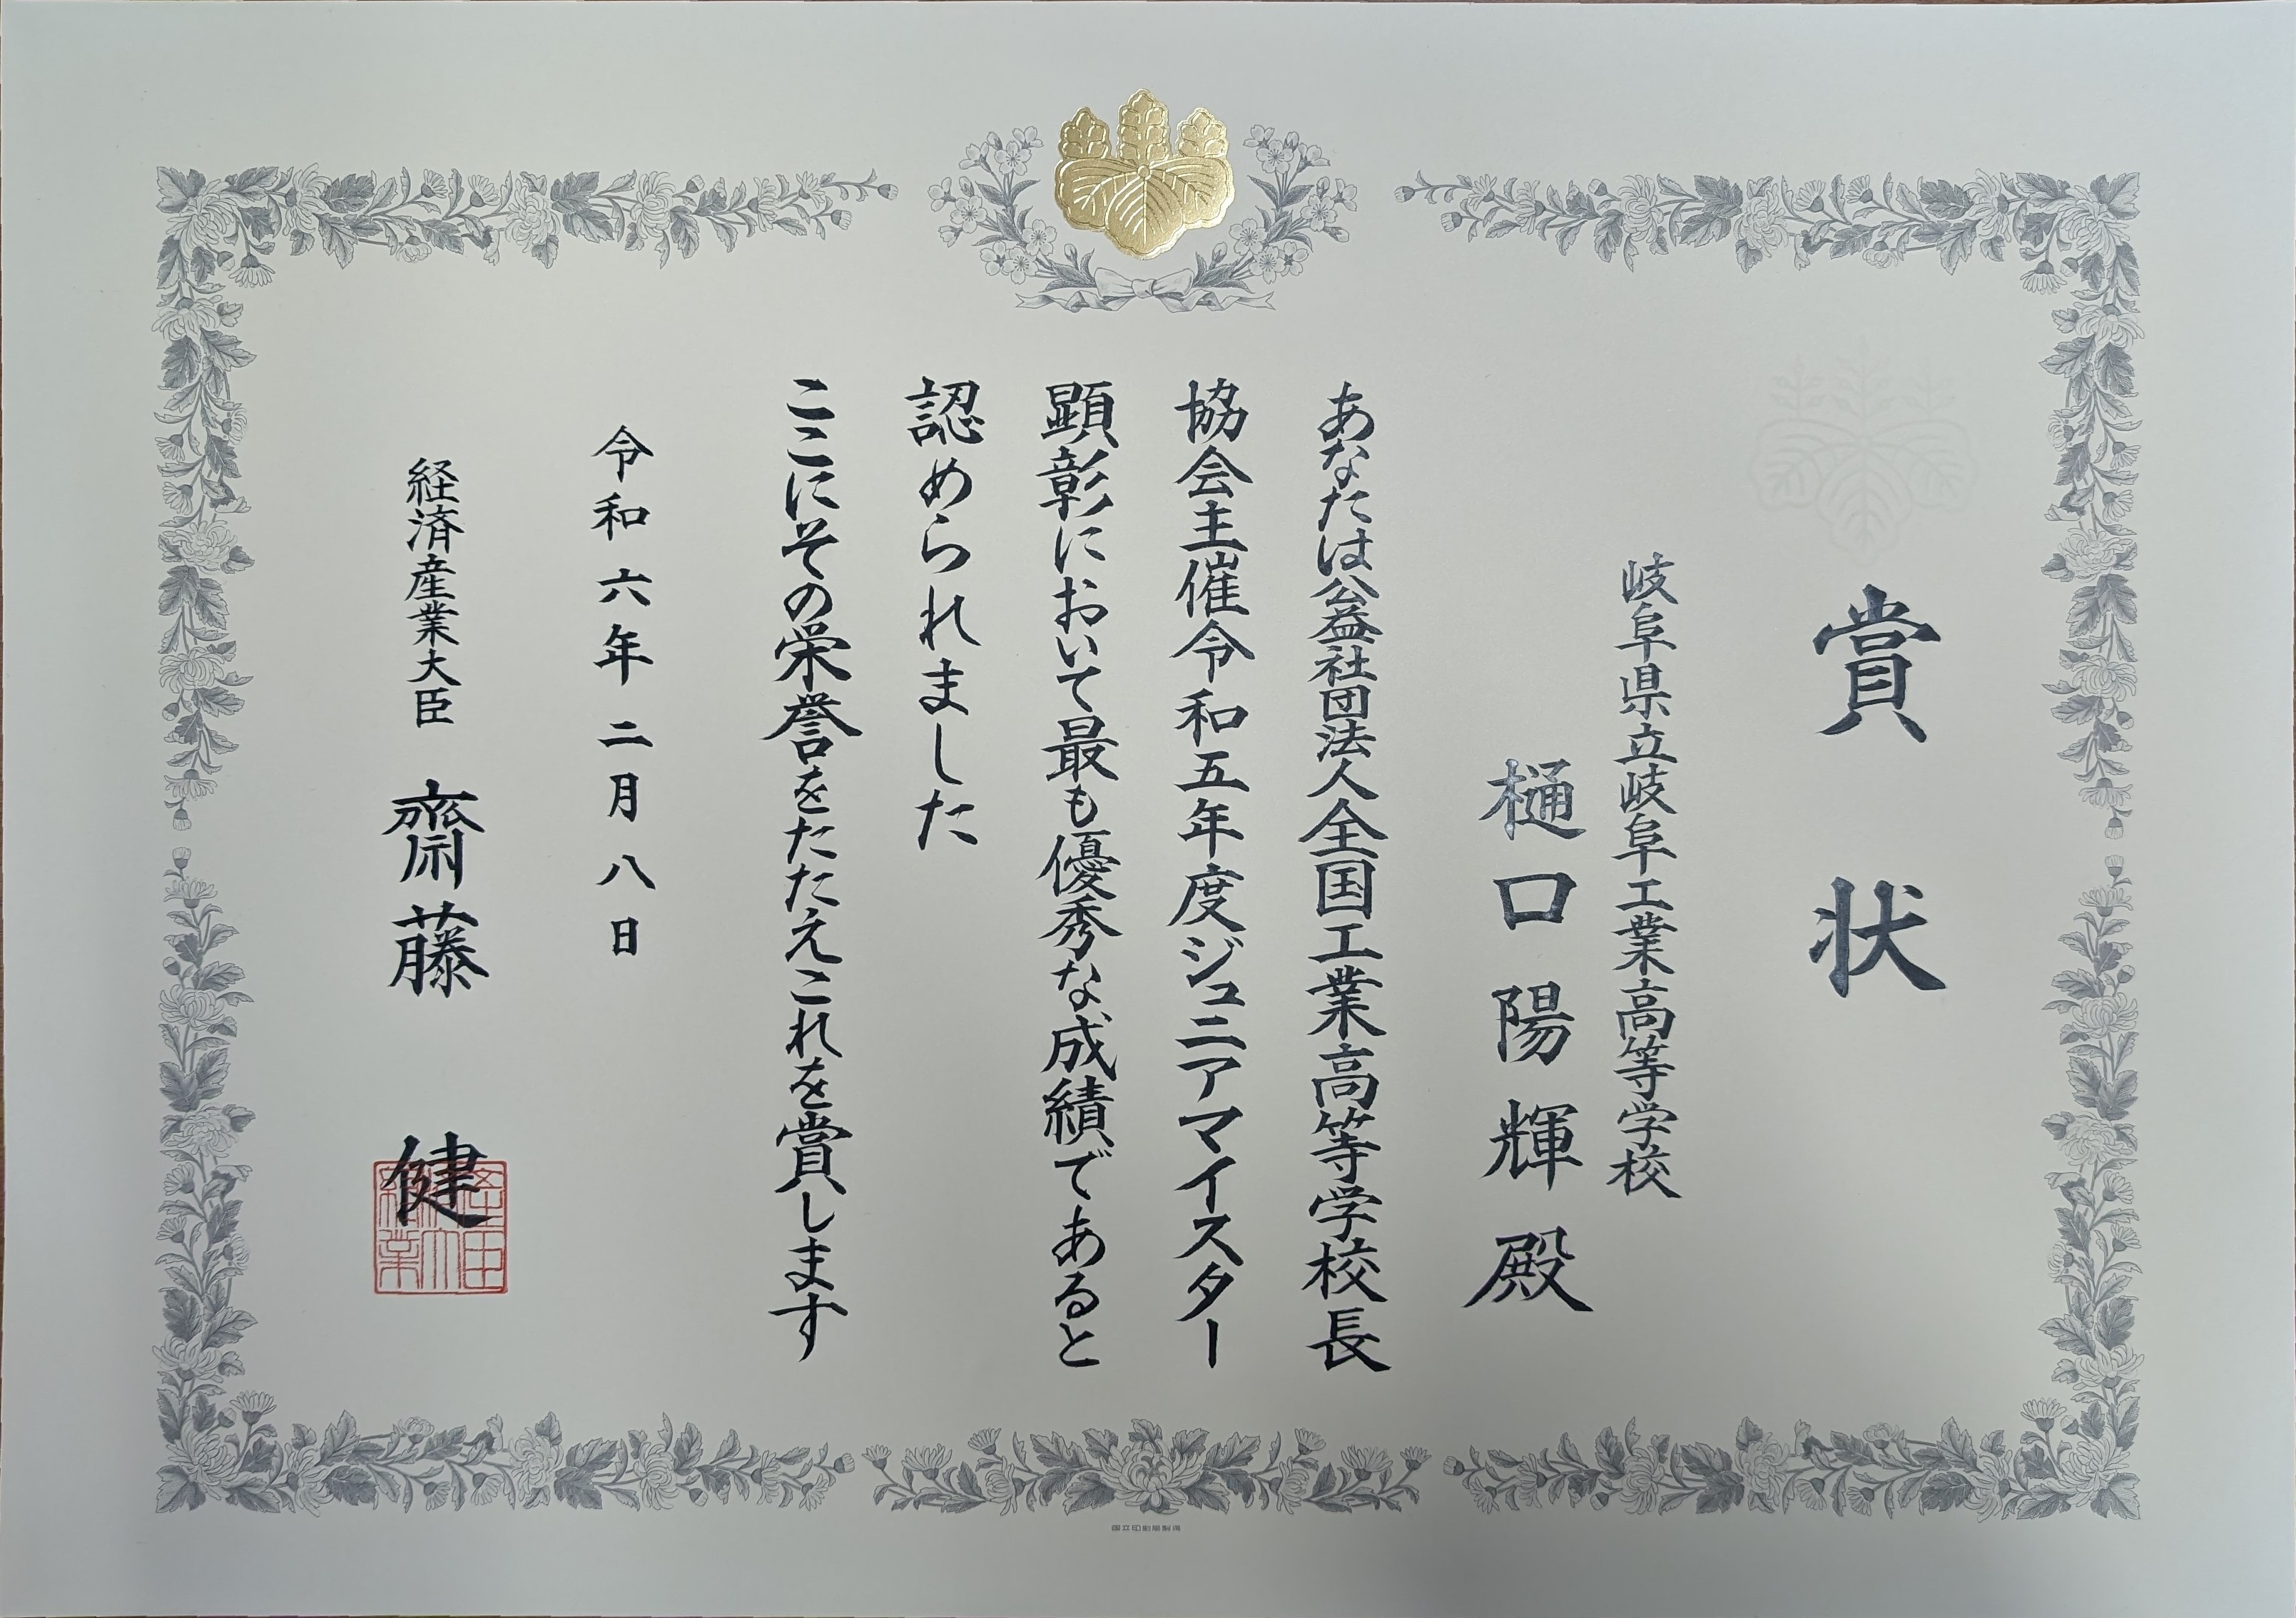 賞状
岐阜県立岐阜工業高等学校
樋口陽輝殿
あなたは公益社団法人全国工業高等学校長
協会主催令和五年度ジュニアマイスター
顕彰において最も優秀な成績であると
認められました
ここにその栄誉をたたえこれを賞します
令和六年二月八日
経済産業大臣 齋藤 健
国立印刷局製造